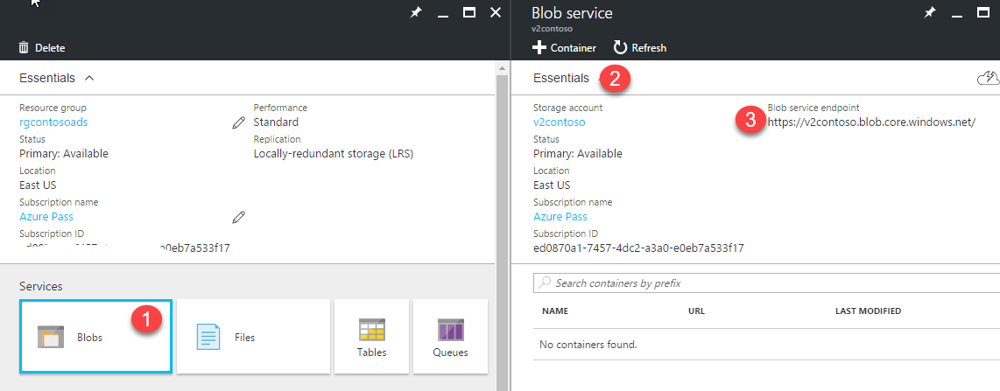 Delete
Essentials
Resource group
rgcontosoads
Status
Primary: Available
Location
East US
Subscription name
Azure Pass
Subscription ID
e0eb7a533f17
Performance
Standard
Replication
Locally-redundant storage (LRS)
Services
Blobs
1
Files
Tables
Queues
Blob service
v2contoso
Container
Refresh
Essentials
2
Storage account
v2contoso
Status
Primary: Available
Location
East US
Subscription name
Azure Pass
Subscription ID
ed0870a1-7457-4dc2-a3a0-e0eb7a533f17
3
Blob service endpoint
https://v2contoso.blob.core.windows.net/
Search containers by prefix
NAME URL LAST MODIFIED
No containers found.